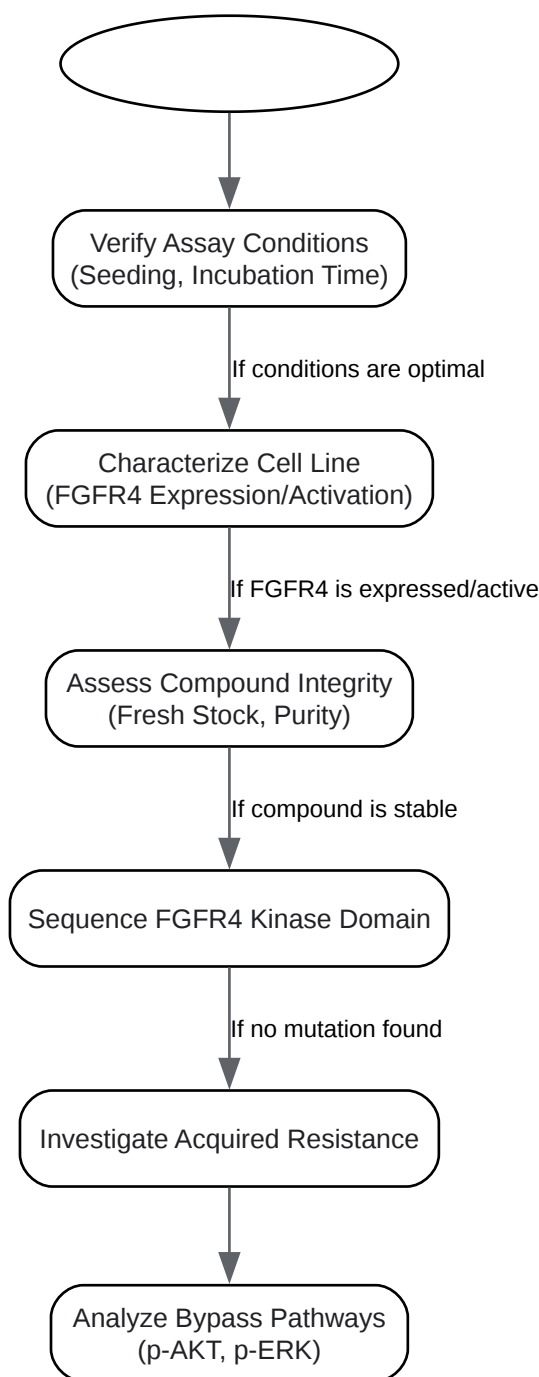 Verify Assay Conditions
(Seeding, Incubation Time)
If conditions are optimal
Characterize Cell Line
(FGFR4 Expression/Activation)
If FGFR4 is expressed/active
Assess Compound Integrity
(Fresh Stock, Purity)
If compound is stable
Sequence FGFR4 Kinase Domain
If no mutation found
Investigate Acquired Resistance
Analyze Bypass Pathways
(p-AKT, p-ERK)